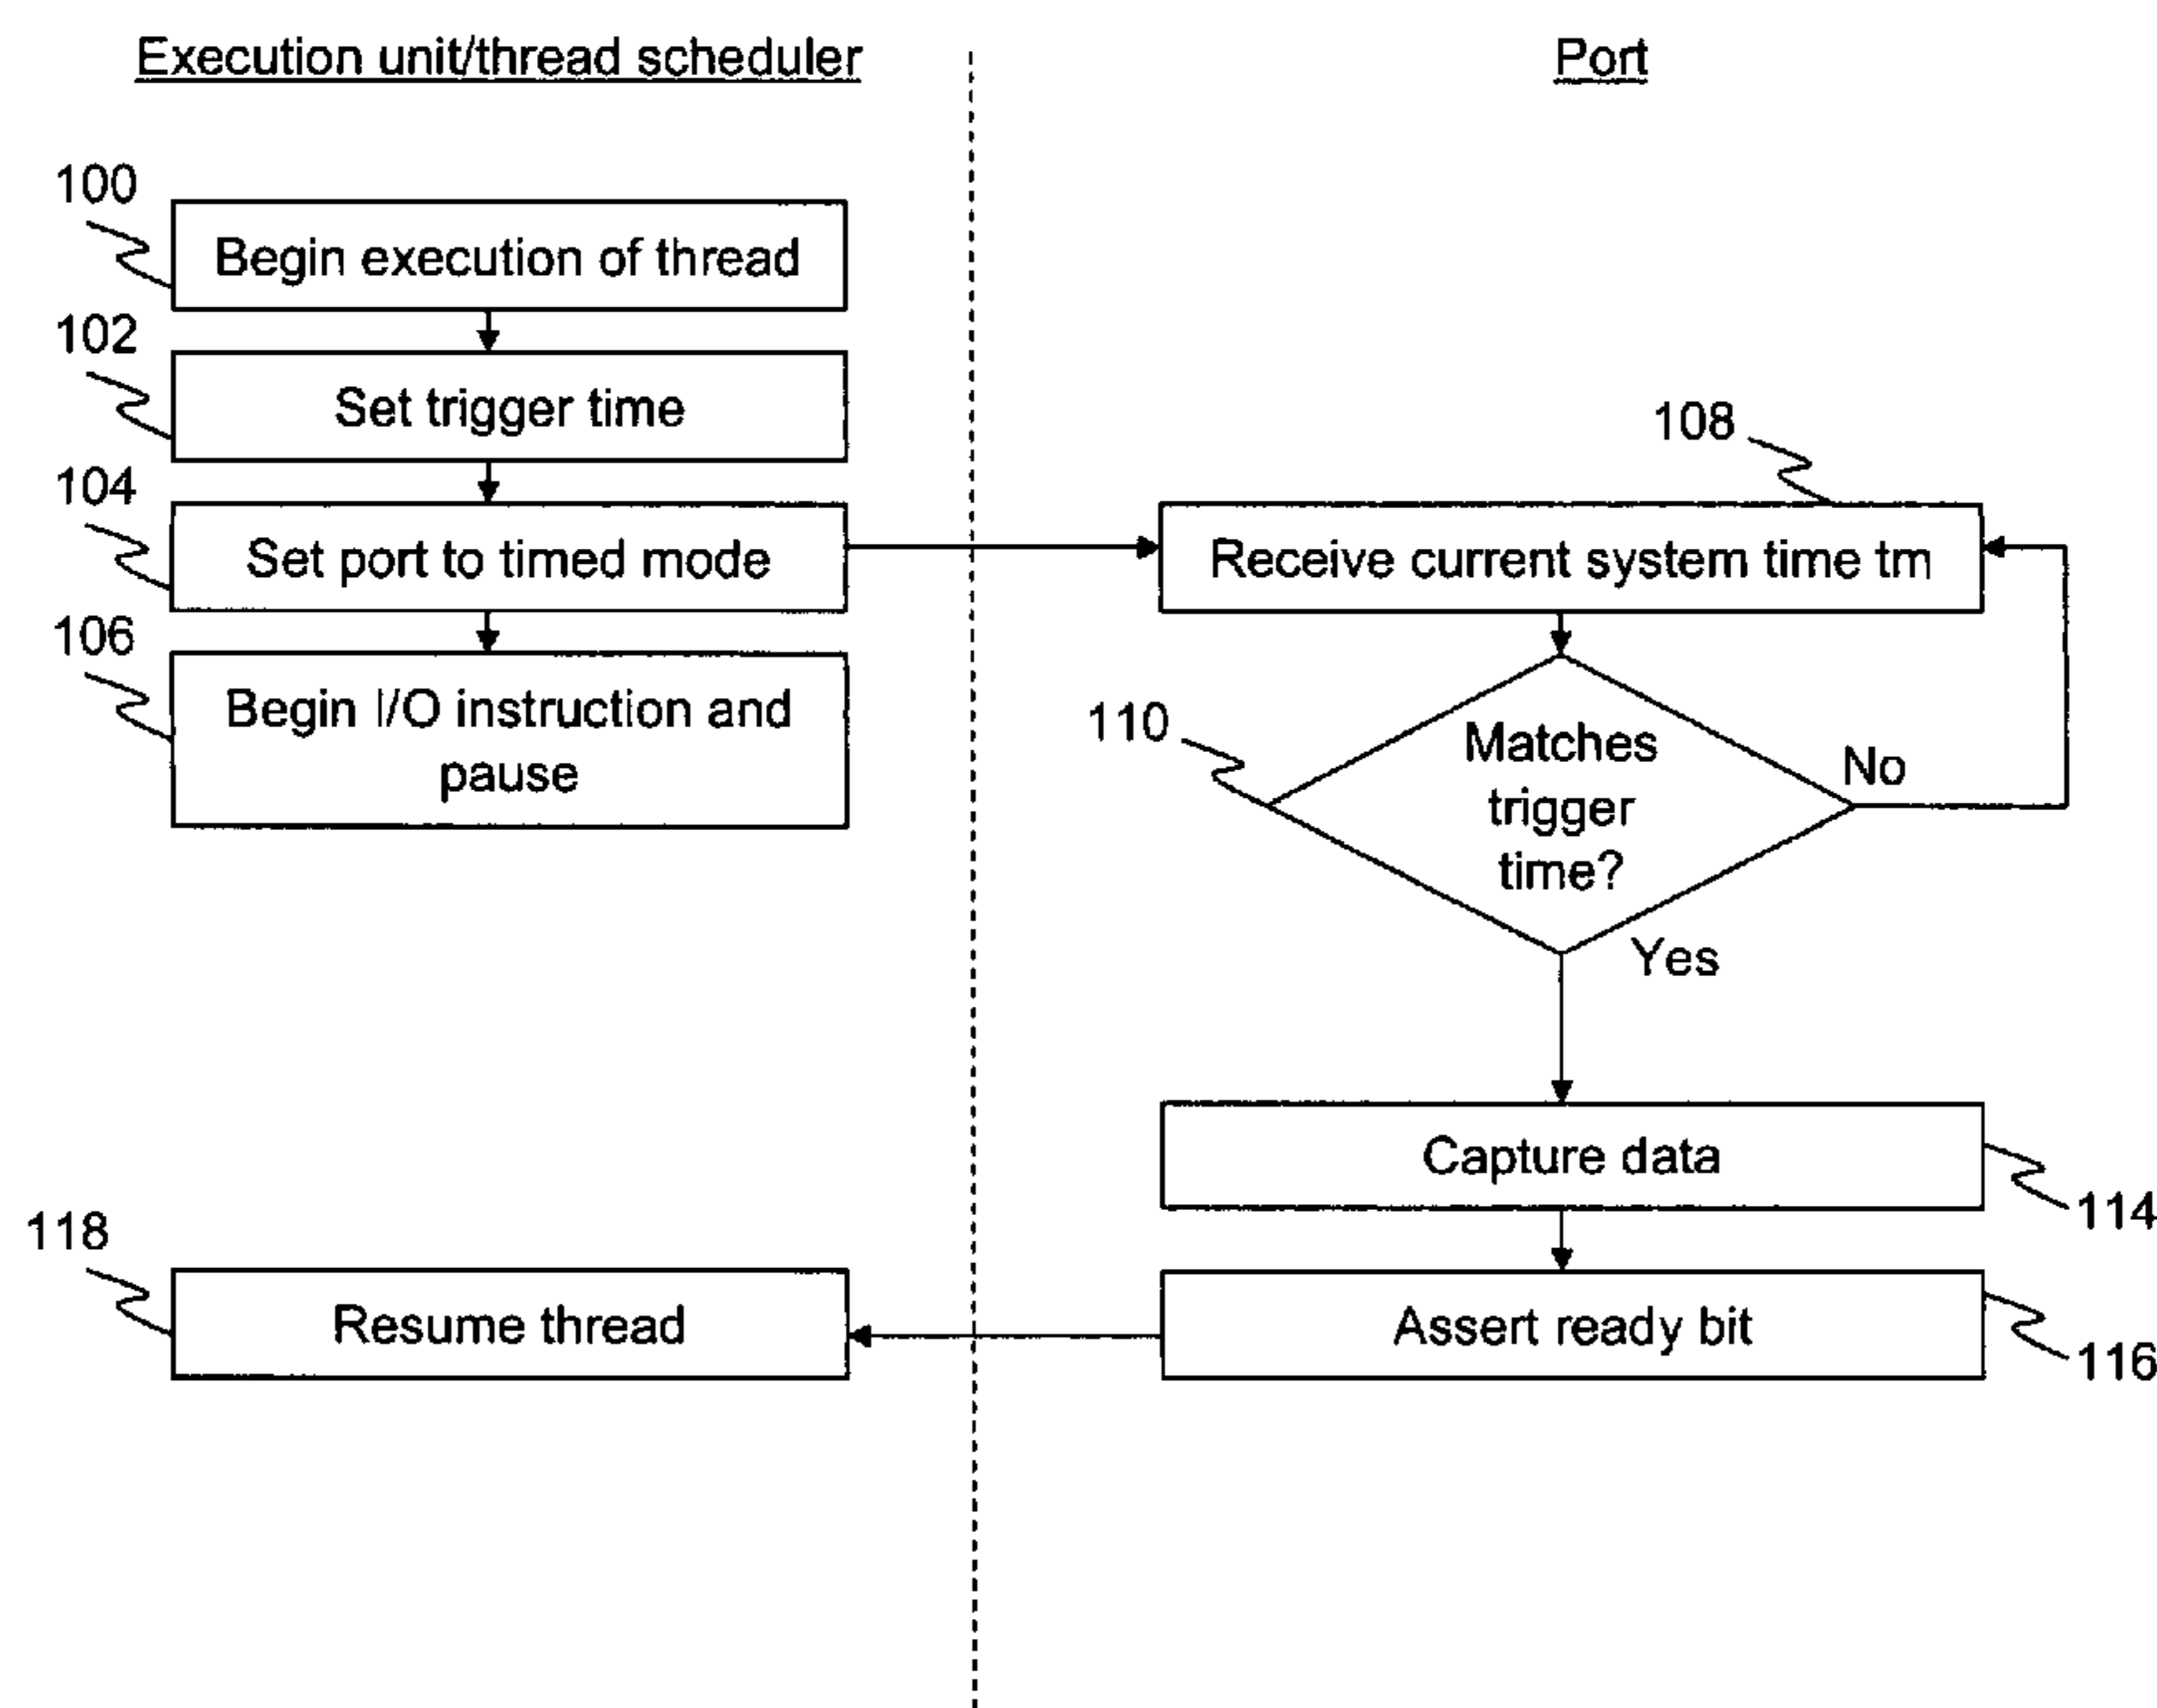 Execution unit/thread scheduler
Port
100
Begin execution of thread
102
Set trigger time
104
Set port to timed mode
106
Begin I/O instruction and
pause
108
Receive current system time tm
110
Matches
trigger
time?
No
Yes
Capture data
114
118
Resume thread
Assert ready bit
116